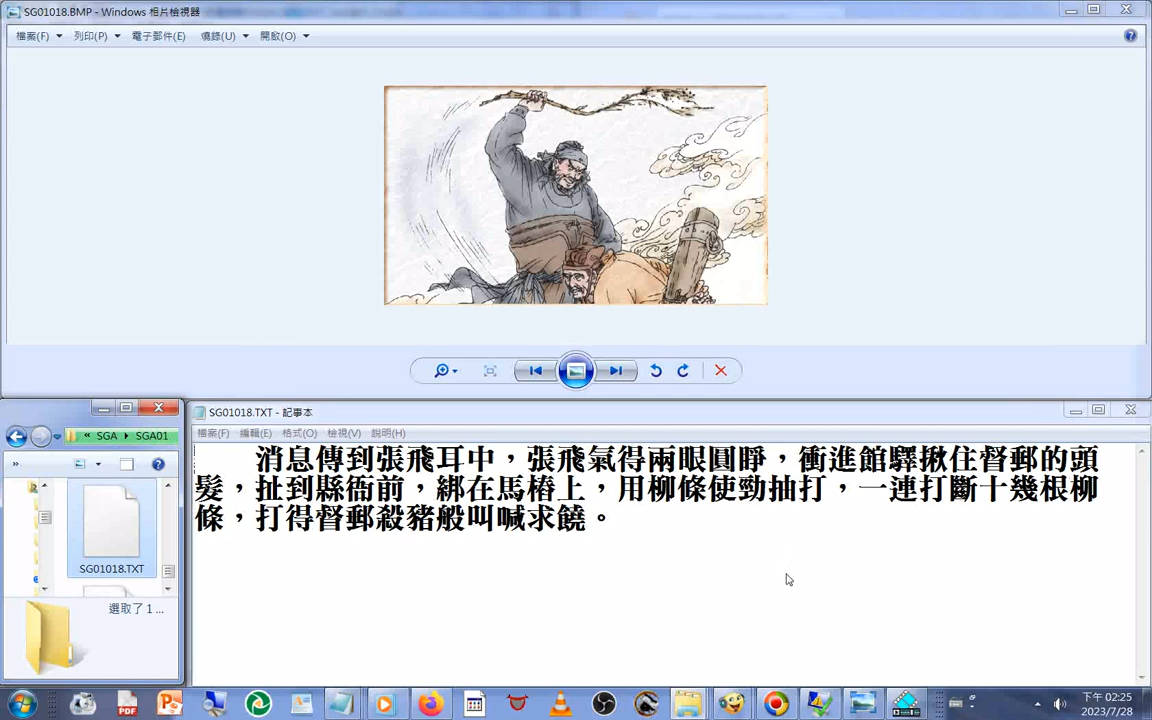 SG01018.BMP - Windows 相片檢視器
檔案(F) 列印(P) 電子郵件(E) 燒錄(U) 開啟(O)
SGA SGA01
SG01018.TXT
選取了 1 ...
SG01018.TXT - 記事本
檔案(F) 編輯(E) 格式(O) 檢視(V) 說明(H)
消息傳到張飛耳中，張飛氣得兩眼圓睜，衝進館驛揪住督郵的頭
髮，扯到縣衙前，綁在馬樁上，用柳條使勁抽打，一連打斷十幾根柳
條，打得督郵殺豬般叫喊求饒。
PDF
下午 02:25
2023/7/28